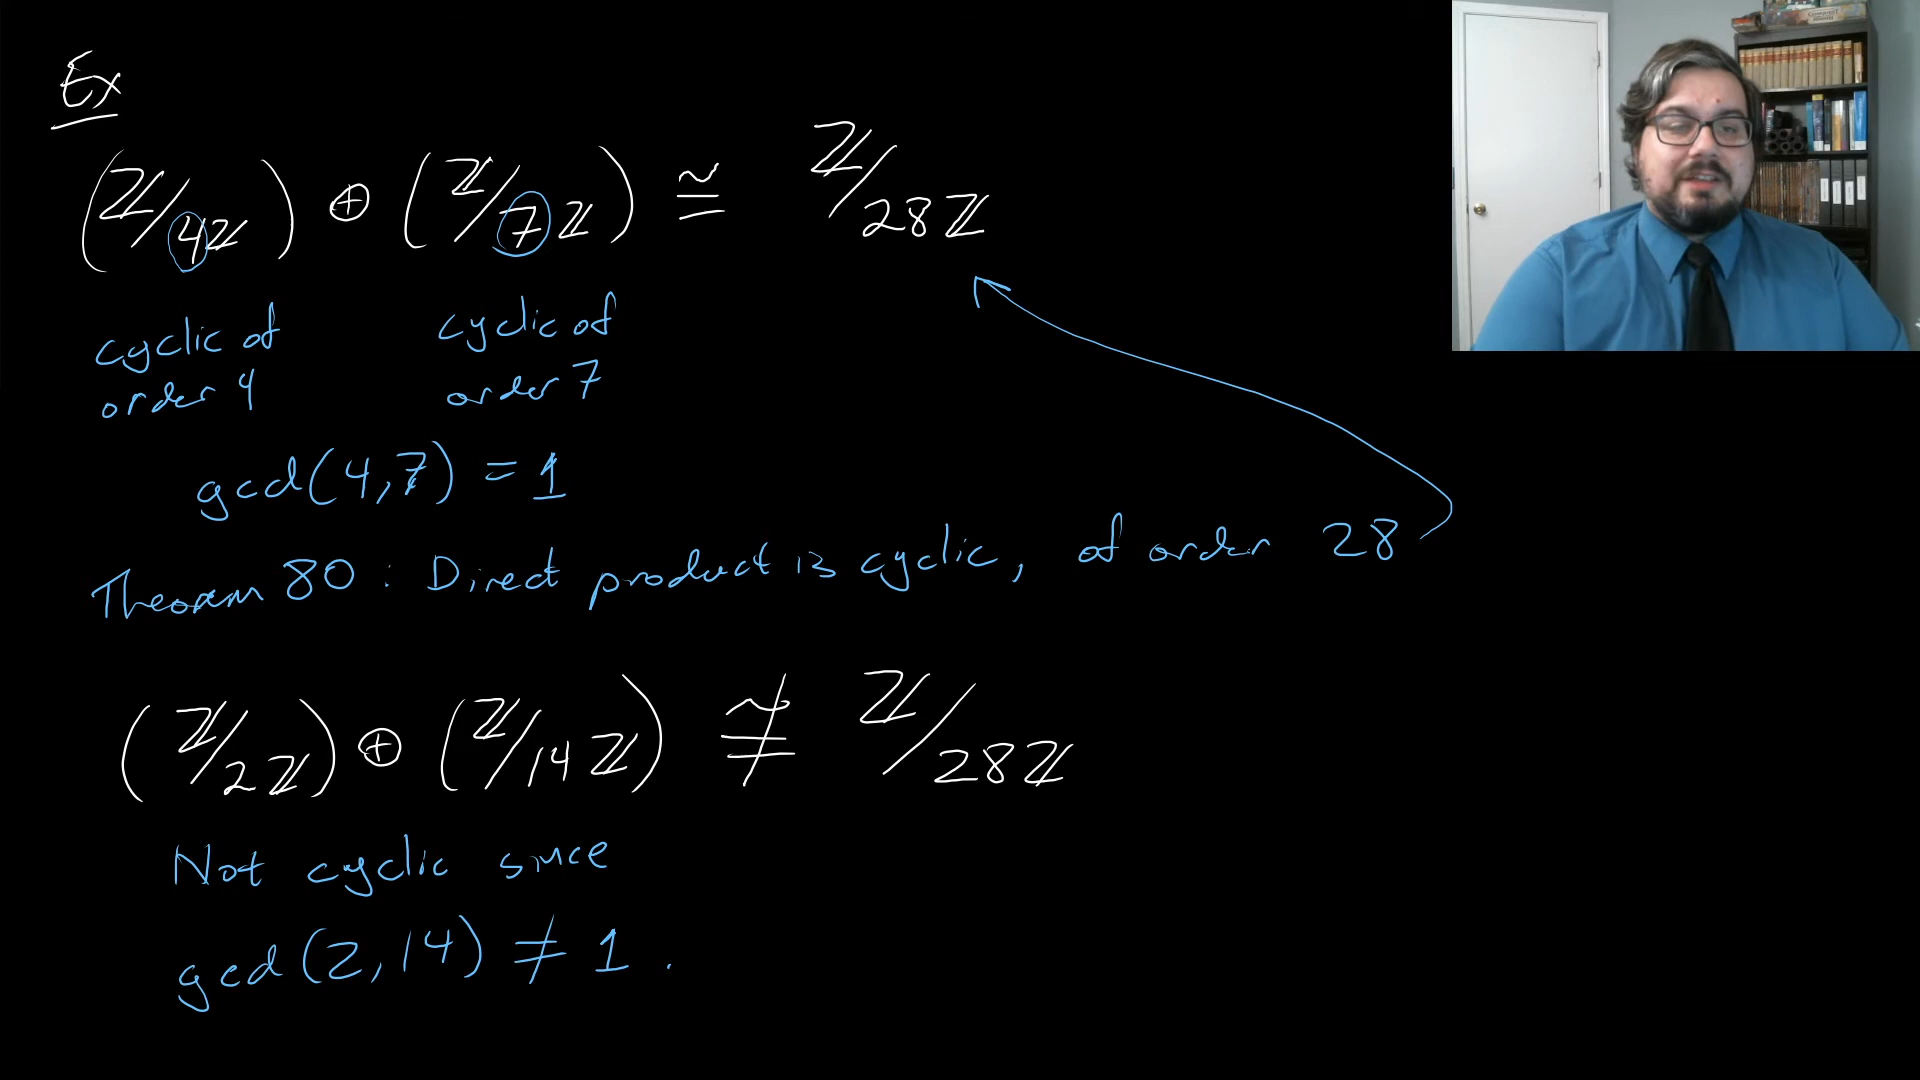 Ex
(ℤ/4ℤ) ⊕ (ℤ/7ℤ) ≅ ℤ/28ℤ
cyclic of order 4
cyclic of order 7
gcd(4,7) = 1
Theorem 80: Direct product is cyclic, of order 28
(ℤ/2ℤ) ⊕ (ℤ/14ℤ) ≇ ℤ/28ℤ
Not cyclic since
gcd(2,14) ≠ 1.